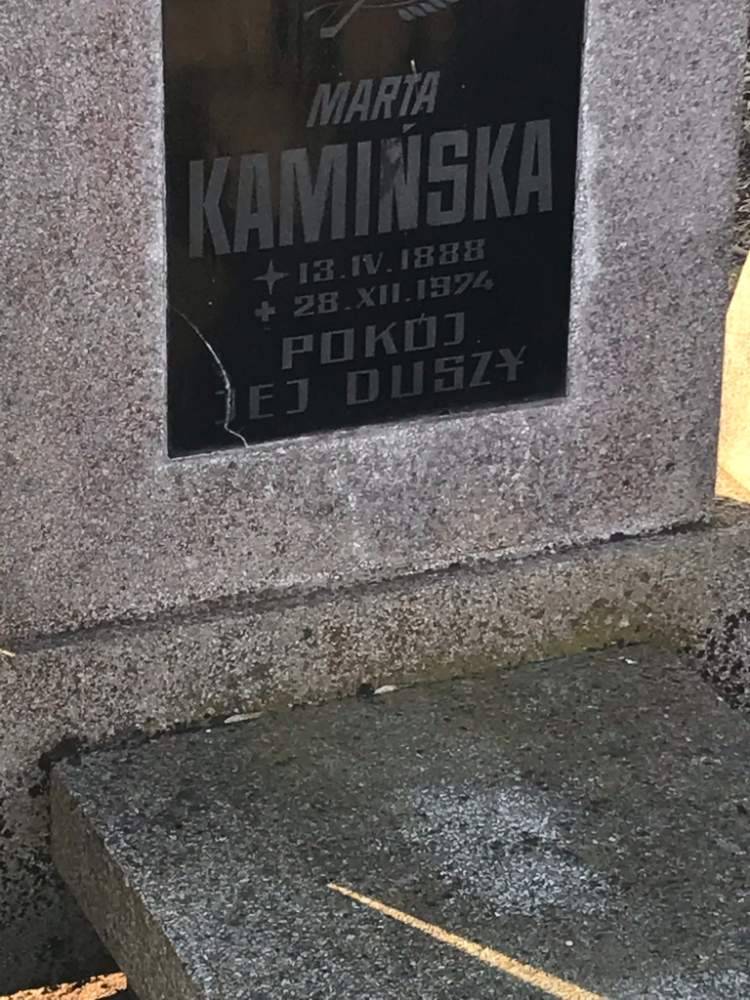 MARTA
KAMIŃSKA
✦ 13.IV.1888
✝ 28.XII.1974
POKÓJ
JEJ DUSZY